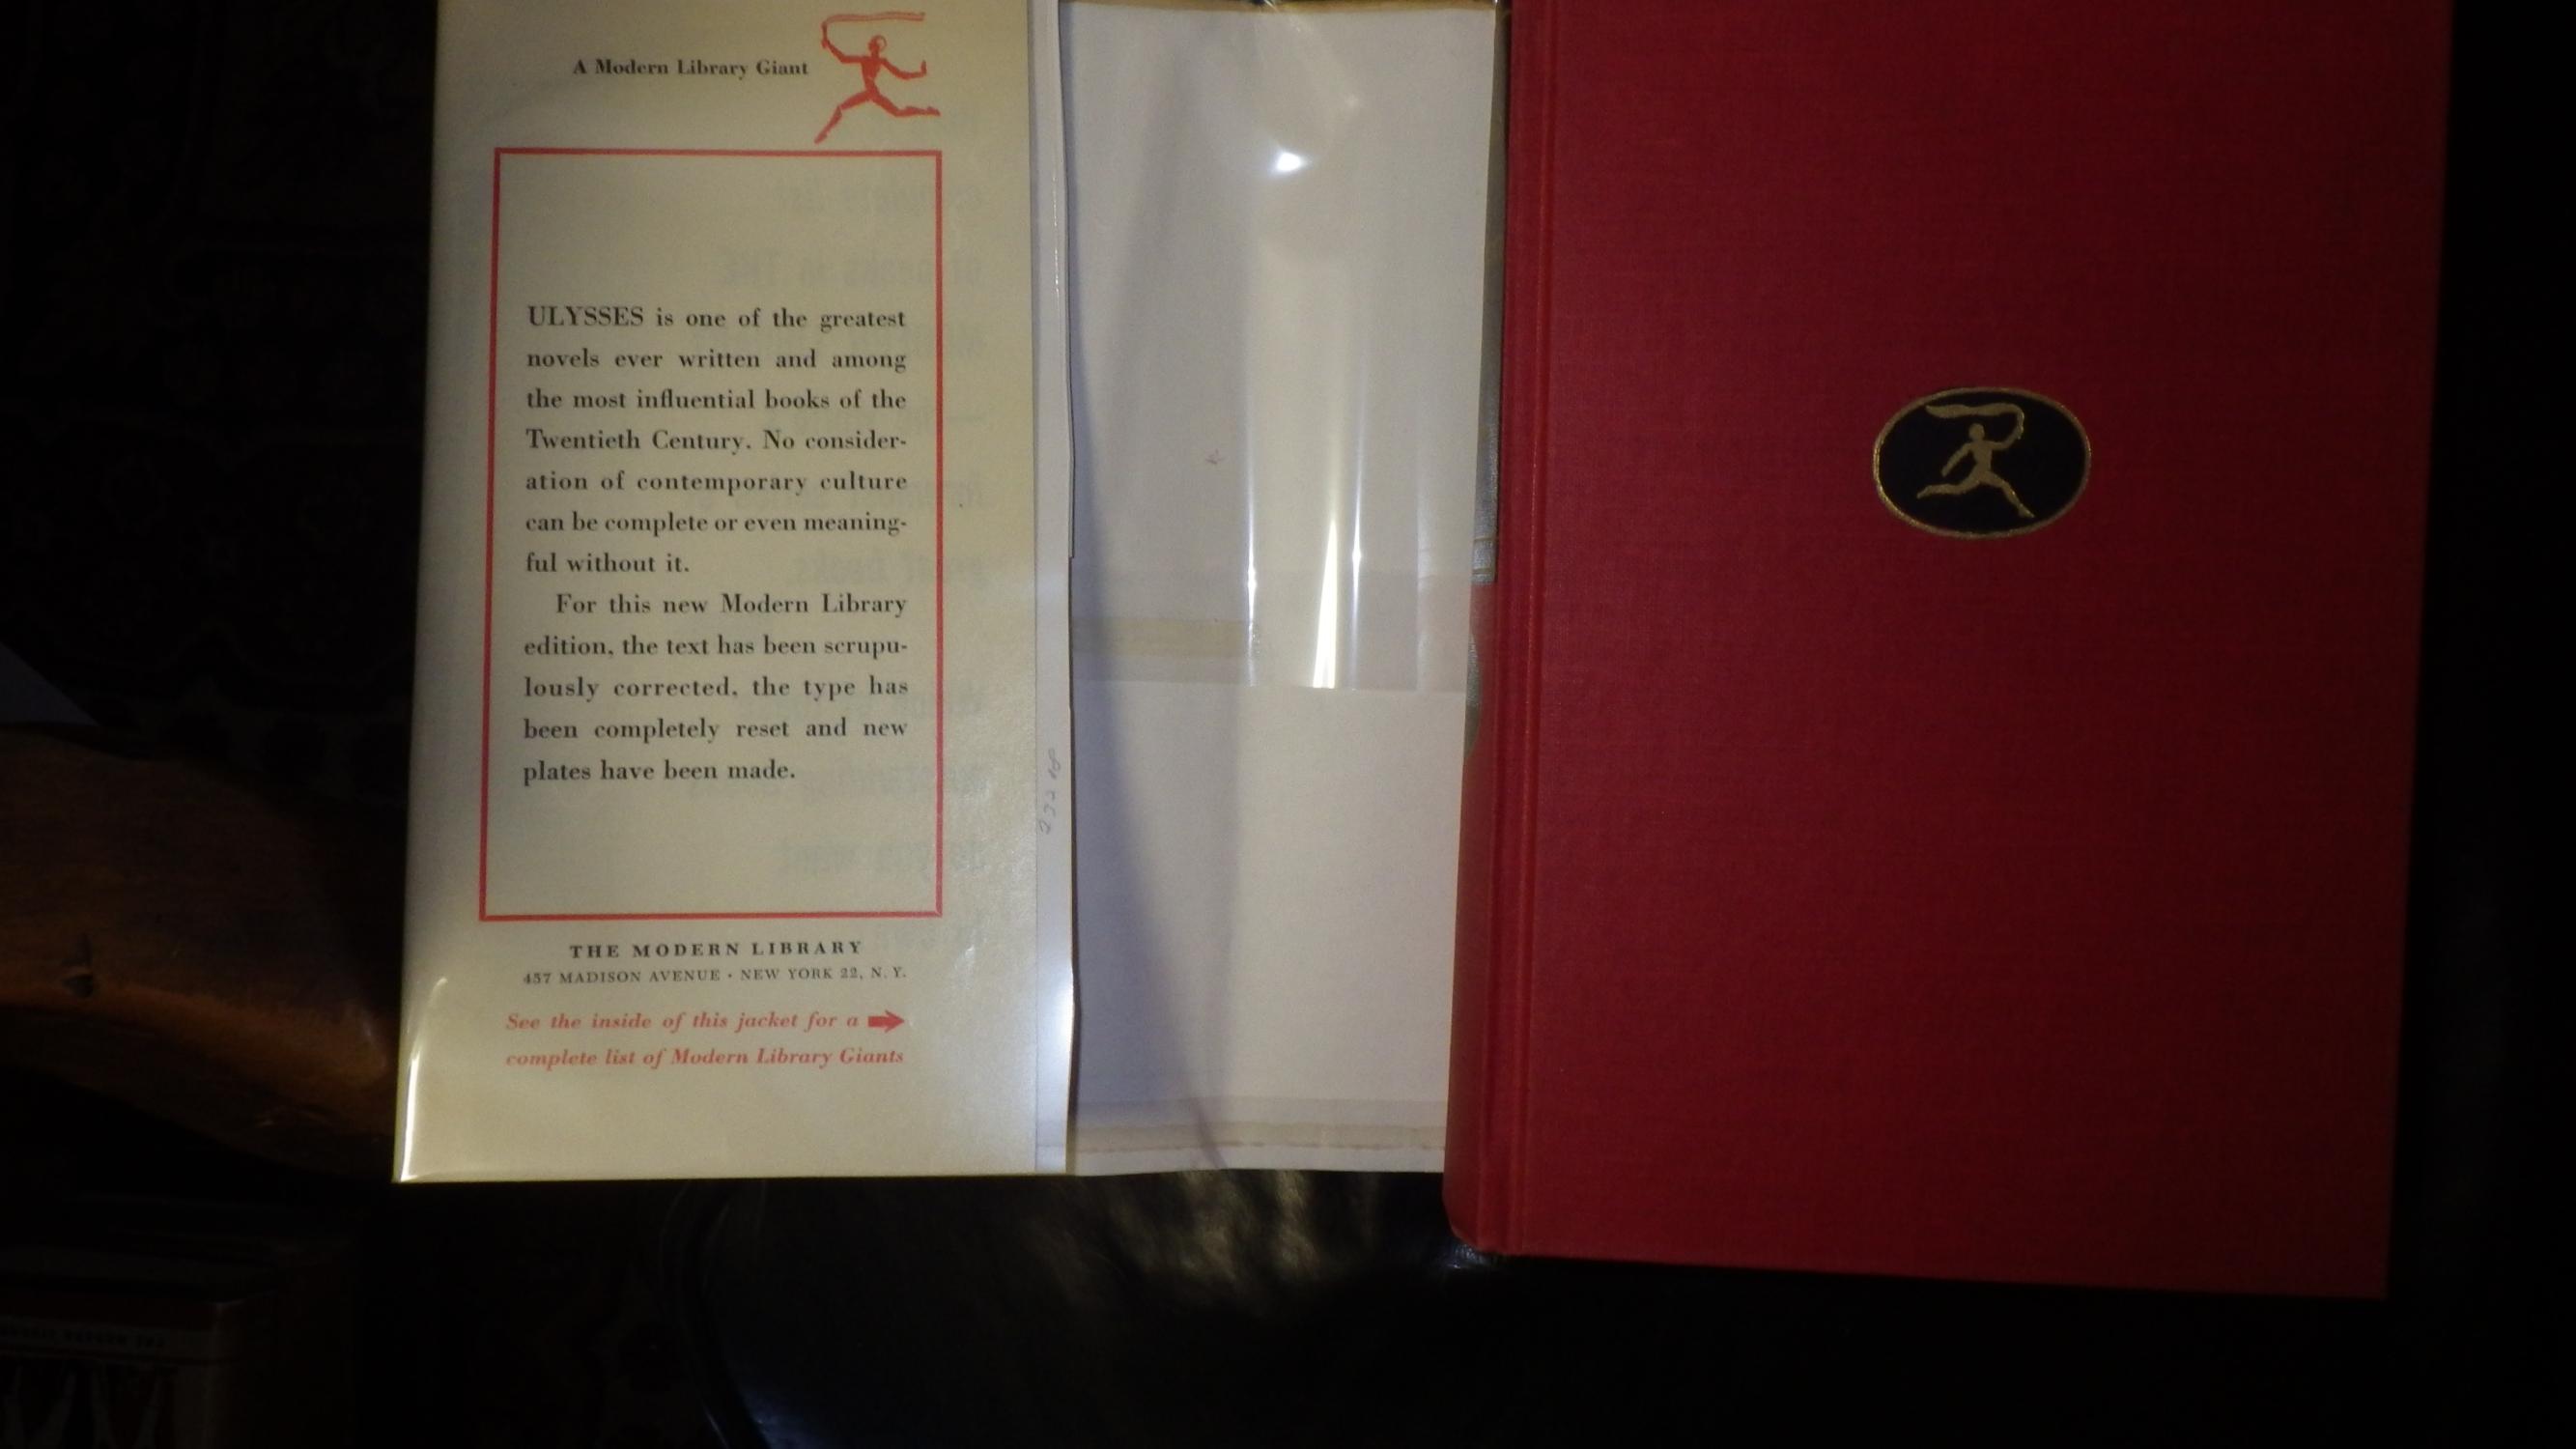 A Modern Library Giant
ULYSSES is one of the greatest
novels ever written and among
the most influential books of the
Twentieth Century. No consider-
ation of contemporary culture
can be complete or even meaning-
ful without it.
For this new Modern Library
edition, the text has been scrupu-
lously corrected, the type has
been completely reset and new
plates have been made.
THE MODERN LIBRARY
457 MADISON AVENUE · NEW YORK 22, N. Y.
See the inside of this jacket for a
complete list of Modern Library Giants